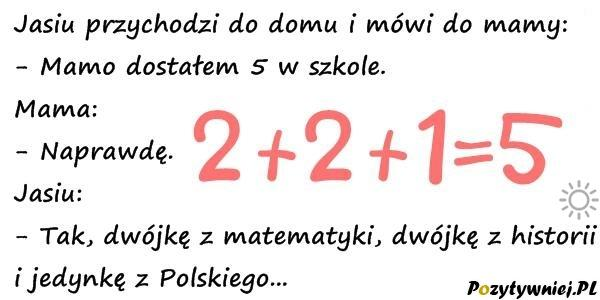 Jasiu przychodzi do domu i mówi do mamy:
- Mamo dostałem 5 w szkole.
Mama:
- Naprawdę.
2+2+1=5
Jasiu:
- Tak, dwójkę z matematyki, dwójkę z historii
i jedynkę z Polskiego...
Pozytywniej.PL